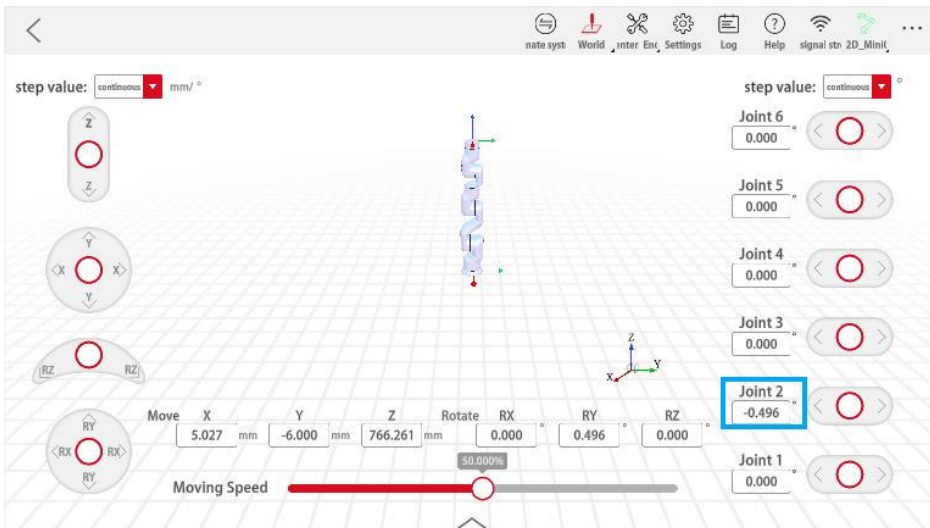 nate syst World enter End Settings Log Help signal str 2D_Mini(
step value: continuous mm/ °
step value: continuous °
Z
Z
Y
X X
Y
RZ RZ
RY
RX RX
RY
Z
X Y
Joint 6
0.000 °
Joint 5
0.000 °
Joint 4
0.000 °
Joint 3
0.000 °
Joint 2
-0.496 °
Joint 1
0.000 °
Move X Y Z Rotate RX RY RZ
5.027 mm -6.000 mm 766.261 mm 0.000 ° 0.496 ° 0.000 °
50.000%
Moving Speed